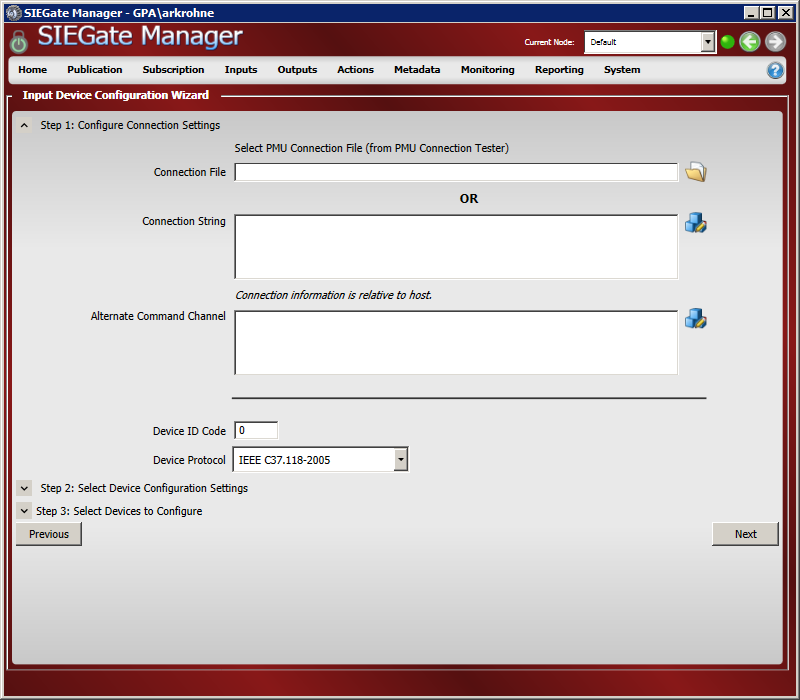 SIEGate Manager - GPA\arkrohne
SIEGate Manager
Current Node: Default
Home Publication Subscription Inputs Outputs Actions Metadata Monitoring Reporting System
Input Device Configuration Wizard
Step 1: Configure Connection Settings
Select PMU Connection File (from PMU Connection Tester)
Connection File
OR
Connection String
Connection information is relative to host.
Alternate Command Channel
Device ID Code 0
Device Protocol IEEE C37.118-2005
Step 2: Select Device Configuration Settings
Step 3: Select Devices to Configure
Previous Next